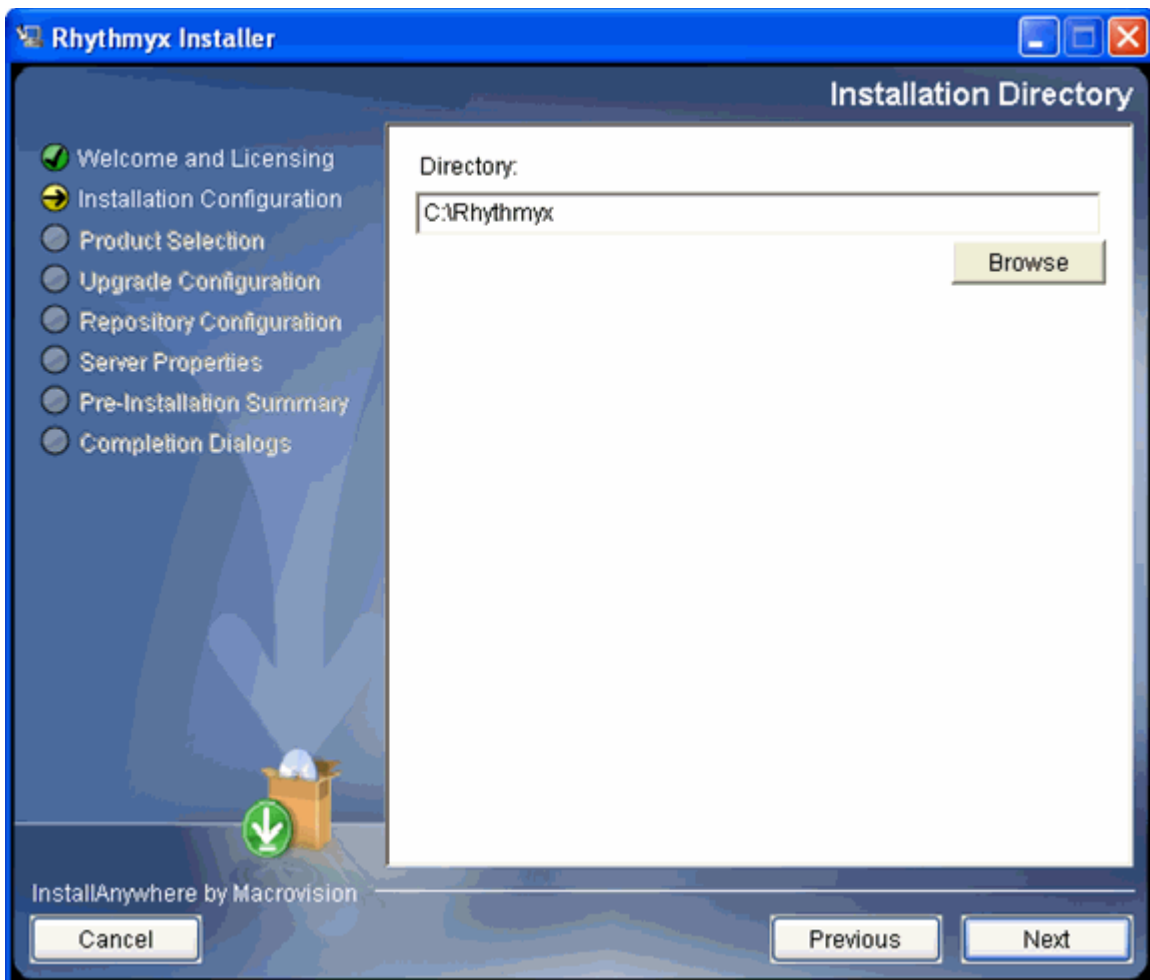 Rhythmyx Installer
Installation Directory
Welcome and Licensing
Installation Configuration
Product Selection
Upgrade Configuration
Repository Configuration
Server Properties
Pre-Installation Summary
Completion Dialogs
Directory:
C:\Rhythmyx
Browse
InstallAnywhere by Macrovision
Cancel
Previous
Next